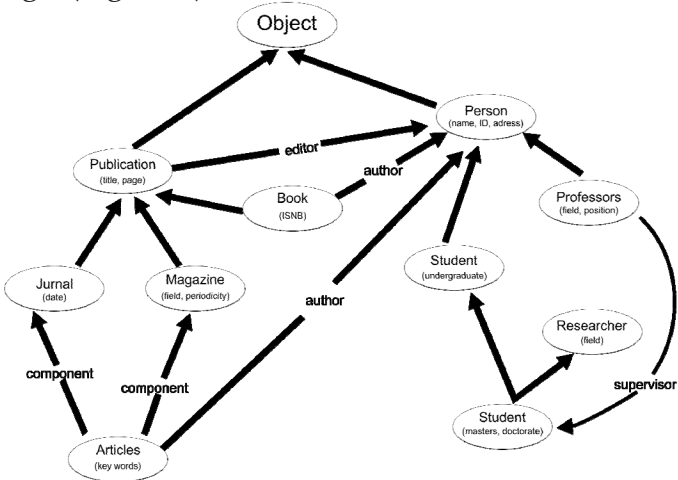 Object
Person
(name, ID, adress)
editor
Publication
(title, page)
author
Book
(ISNB)
Professors
(field, position)
Student
(undergraduate)
Jurnal
(date)
Magazine
(field, periodicity)
author
Researcher
(field)
component
component
supervisor
Student
(masters, doctorate)
Articles
(key words)